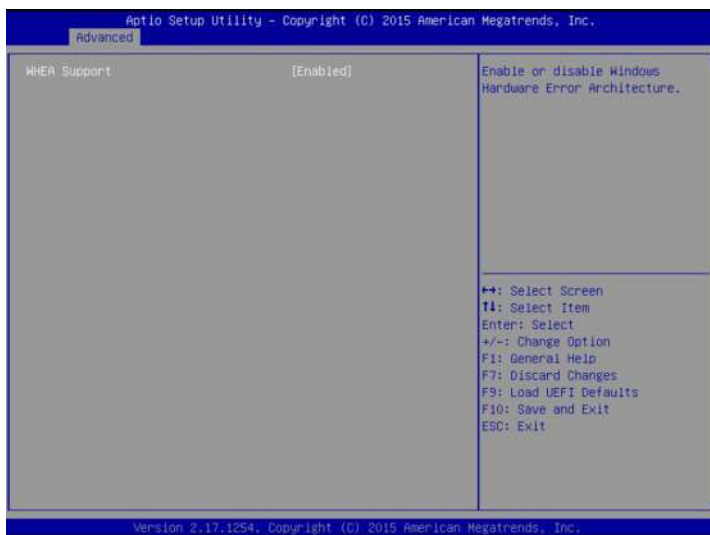 Aptio Setup Utility – Copyright (C) 2015 American Megatrends, Inc.
Advanced
WHEA Support [Enabled]
Enable or disable Windows
Hardware Error Architecture.
↔: Select Screen
↑↓: Select Item
Enter: Select
+/-: Change Option
F1: General Help
F7: Discard Changes
F9: Load UEFI Defaults
F10: Save and Exit
ESC: Exit
Version 2.17.1254. Copyright (C) 2015 American Megatrends, Inc.